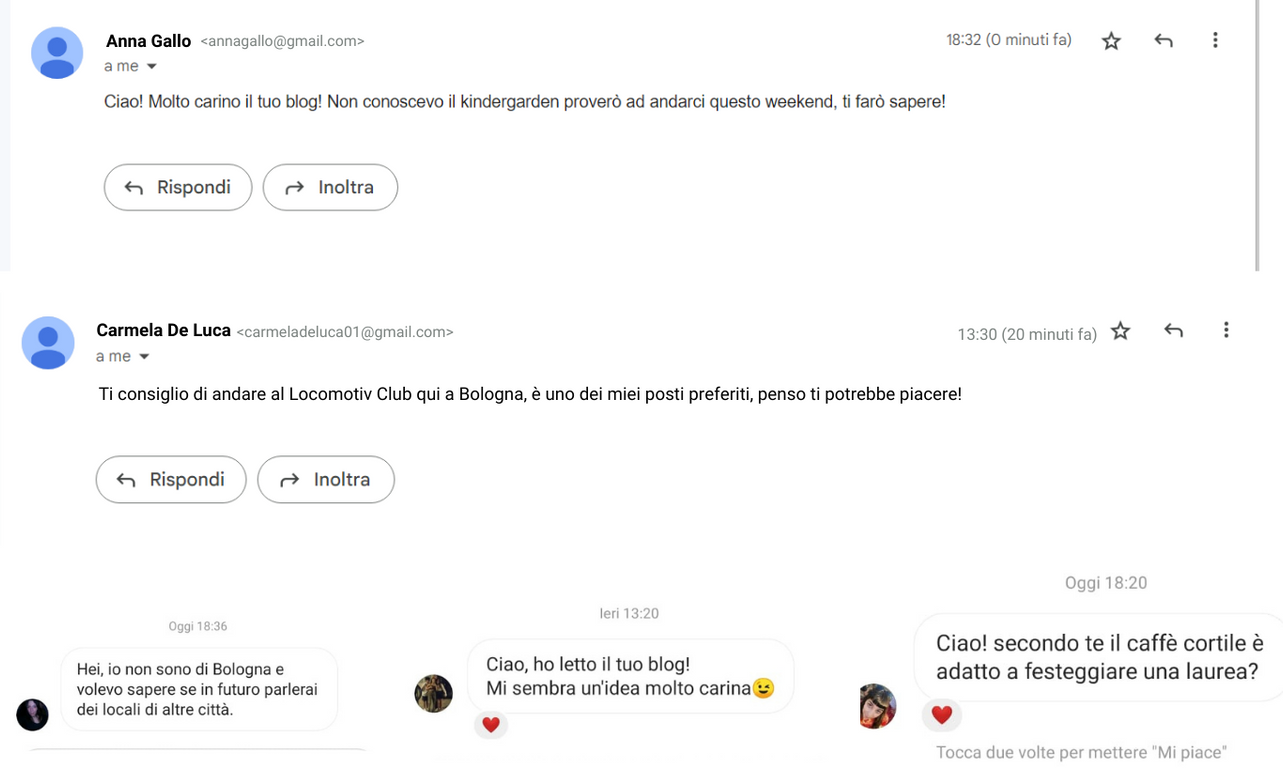 Anna Gallo <annagallo@gmail.com> 18:32 (0 minuti fa)
a me
Ciao! Molto carino il tuo blog! Non conoscevo il kindergarden proverò ad andarci questo weekend, ti farò sapere!
Rispondi Inoltra
Carmela De Luca <carmeladeluca01@gmail.com> 13:30 (20 minuti fa)
a me
Ti consiglio di andare al Locomotiv Club qui a Bologna, è uno dei miei posti preferiti, penso ti potrebbe piacere!
Rispondi Inoltra
Oggi 18:36
Hei, io non sono di Bologna e
volevo sapere se in futuro parlerai
dei locali di altre città.
Ieri 13:20
Ciao, ho letto il tuo blog!
Mi sembra un'idea molto carina😉
Oggi 18:20
Ciao! secondo te il caffè cortile è
adatto a festeggiare una laurea?
Tocca due volte per mettere "Mi piace"